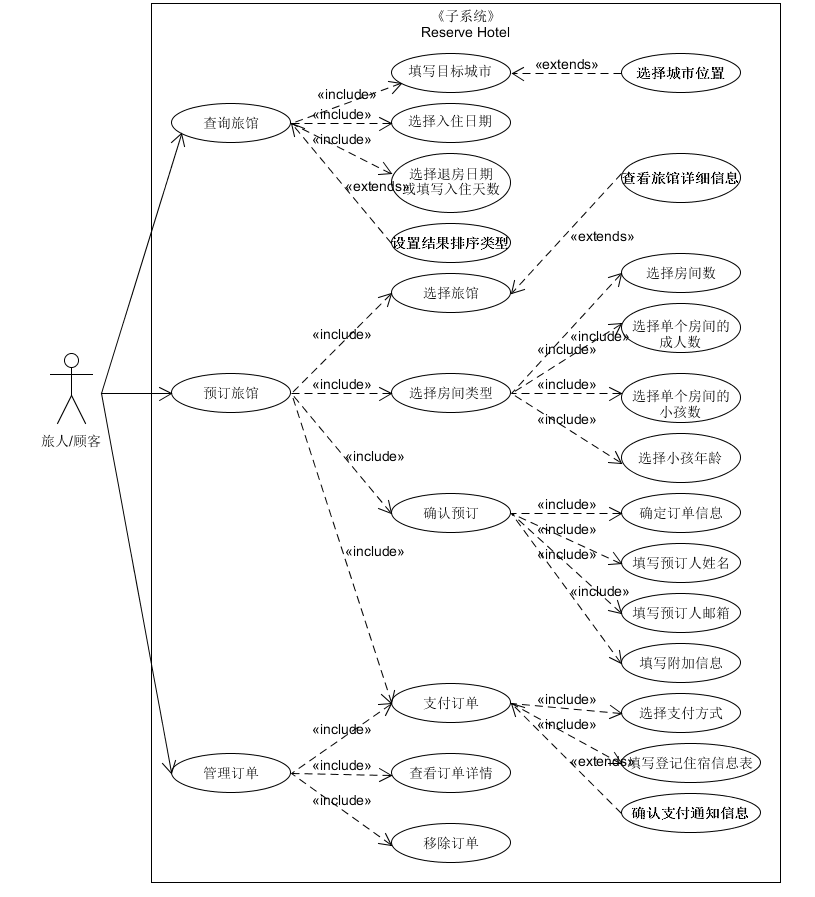 《子系统》
Reserve Hotel
填写目标城市
«extends»
选择城市位置
«include»
查询旅馆
«include»
选择入住日期
«include»
选择退房日期
或填写入住天数
查看旅馆详细信息
«extends»
设置结果排序类型
«extends»
选择房间数
选择旅馆
«include»
«include»
选择单个房间的
成人数
«include»
旅人/顾客
预订旅馆
«include»
选择房间类型
«include»
选择单个房间的
小孩数
«include»
«include»
选择小孩年龄
确认预订
«include»
确定订单信息
«include»
«include»
填写预订人姓名
«include»
«include»
填写预订人邮箱
填写附加信息
支付订单
«include»
选择支付方式
«include»
«include»
管理订单
«include»
查看订单详情
«extends»
填写登记住宿信息表
«include»
确认支付通知信息
移除订单